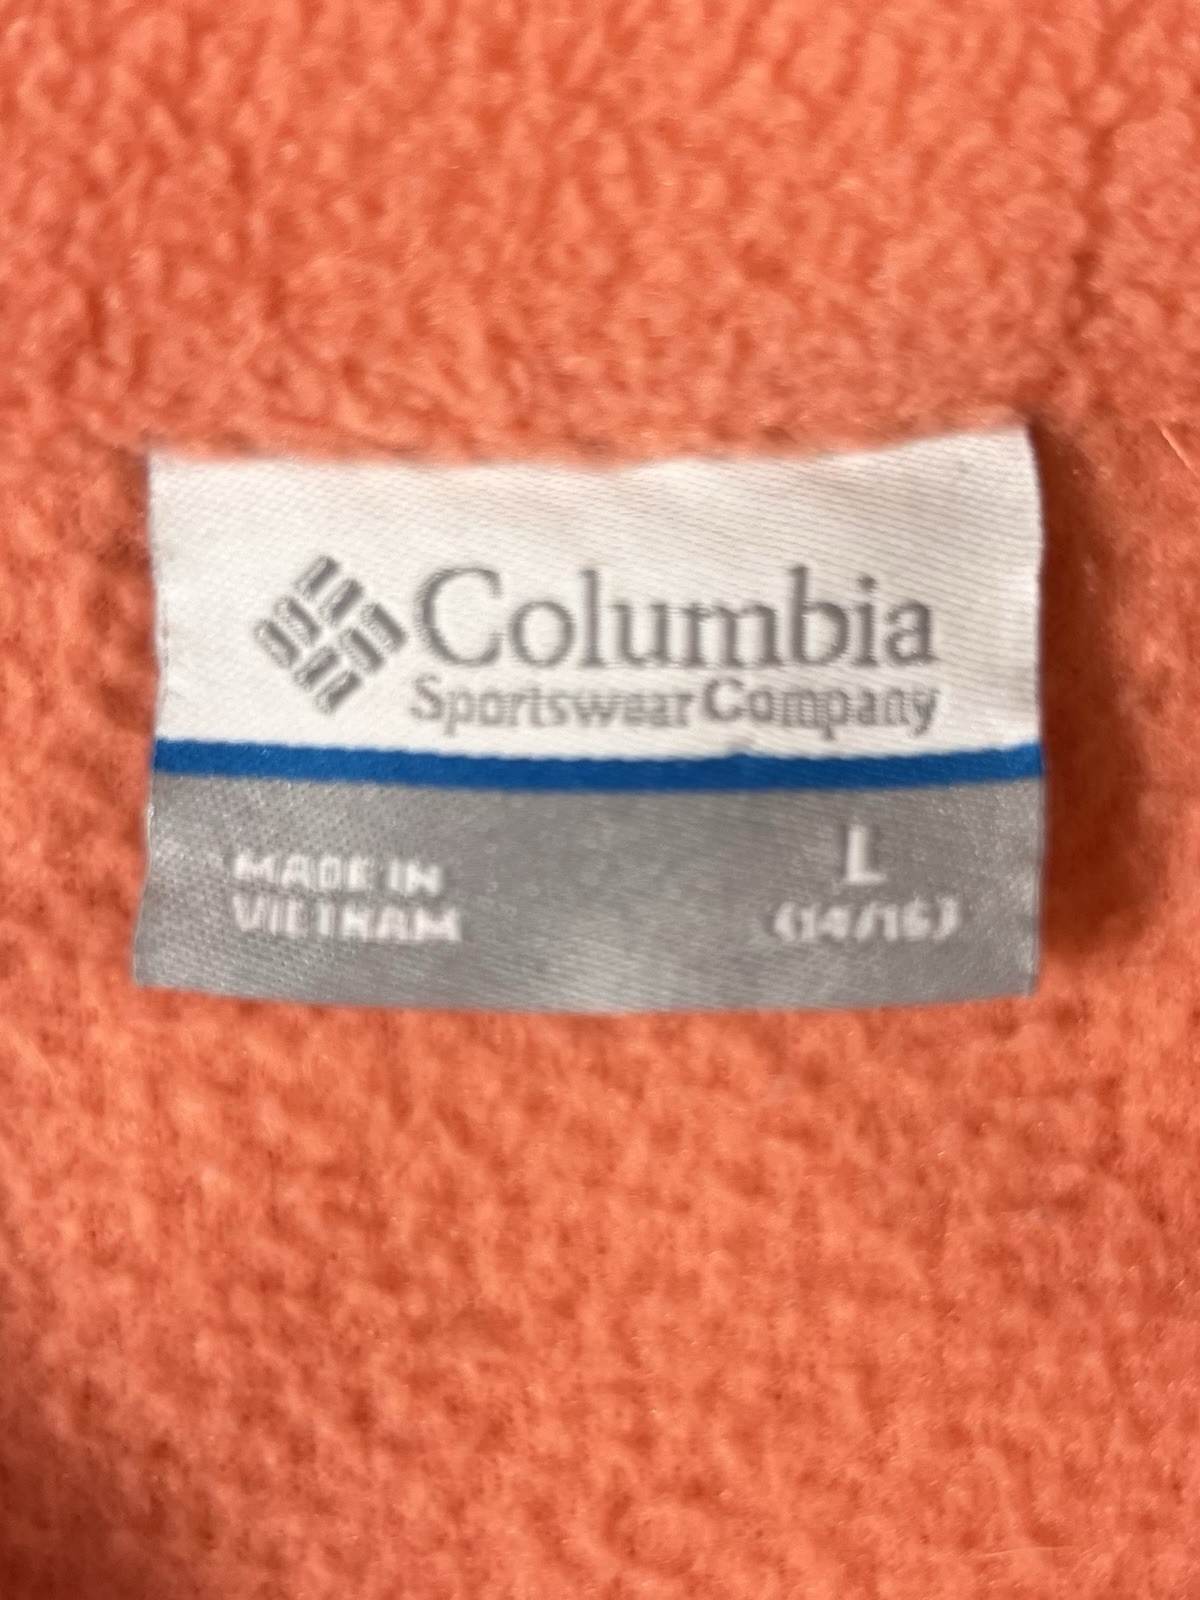 Columbia
Sportswear Company
MADE IN
VIETNAM
L
(14/16)